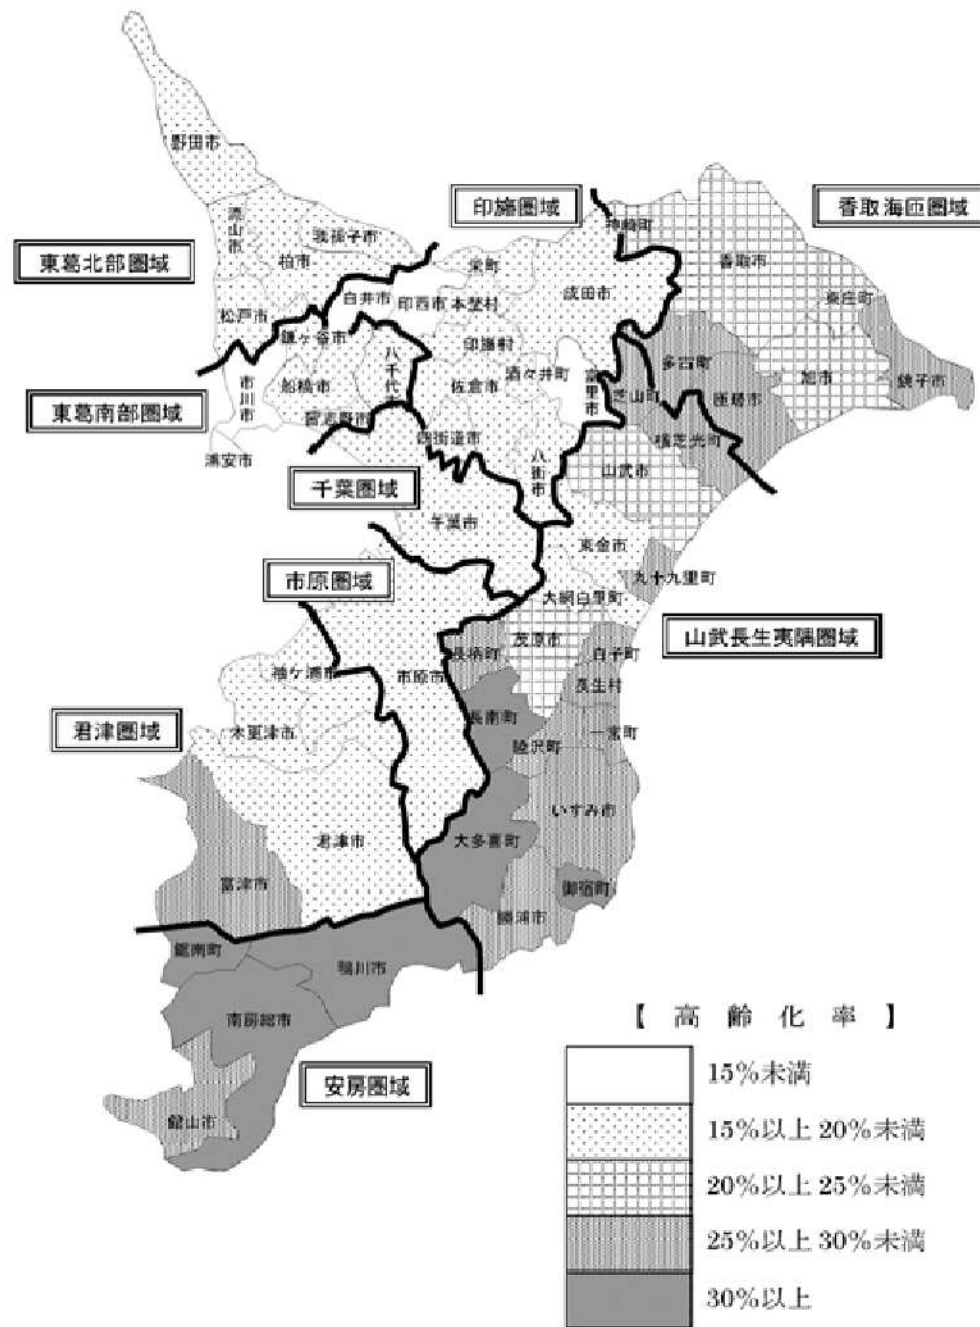 野田市
流山市
我孫子市
柏市
松戸市
東葛北部圏域
印旛圏域
香取海匝圏域
神崎町
香取市
東庄町
銚子市
栄町
成田市
白井市
印西市
本埜村
印旛村
鎌ケ谷市
船橋市
八千代市
佐倉市
酒々井町
富里市
芝山町
多古町
匝瑳市
旭市
横芝光町
市川市
習志野市
東葛南部圏域
浦安市
四街道市
八街市
山武市
千葉圏域
千葉市
東金市
九十九里町
市原圏域
大網白里町
山武長生夷隅圏域
袖ケ浦市
市原市
長柄町
茂原市
白子町
長生村
君津圏域
木更津市
長南町
睦沢町
一宮町
いすみ市
君津市
大多喜町
御宿町
富津市
勝浦市
鋸南町
鴨川市
南房総市
安房圏域
館山市
【 高 齢 化 率 】
15%未満
15%以上 20%未満
20%以上 25%未満
25%以上 30%未満
30%以上